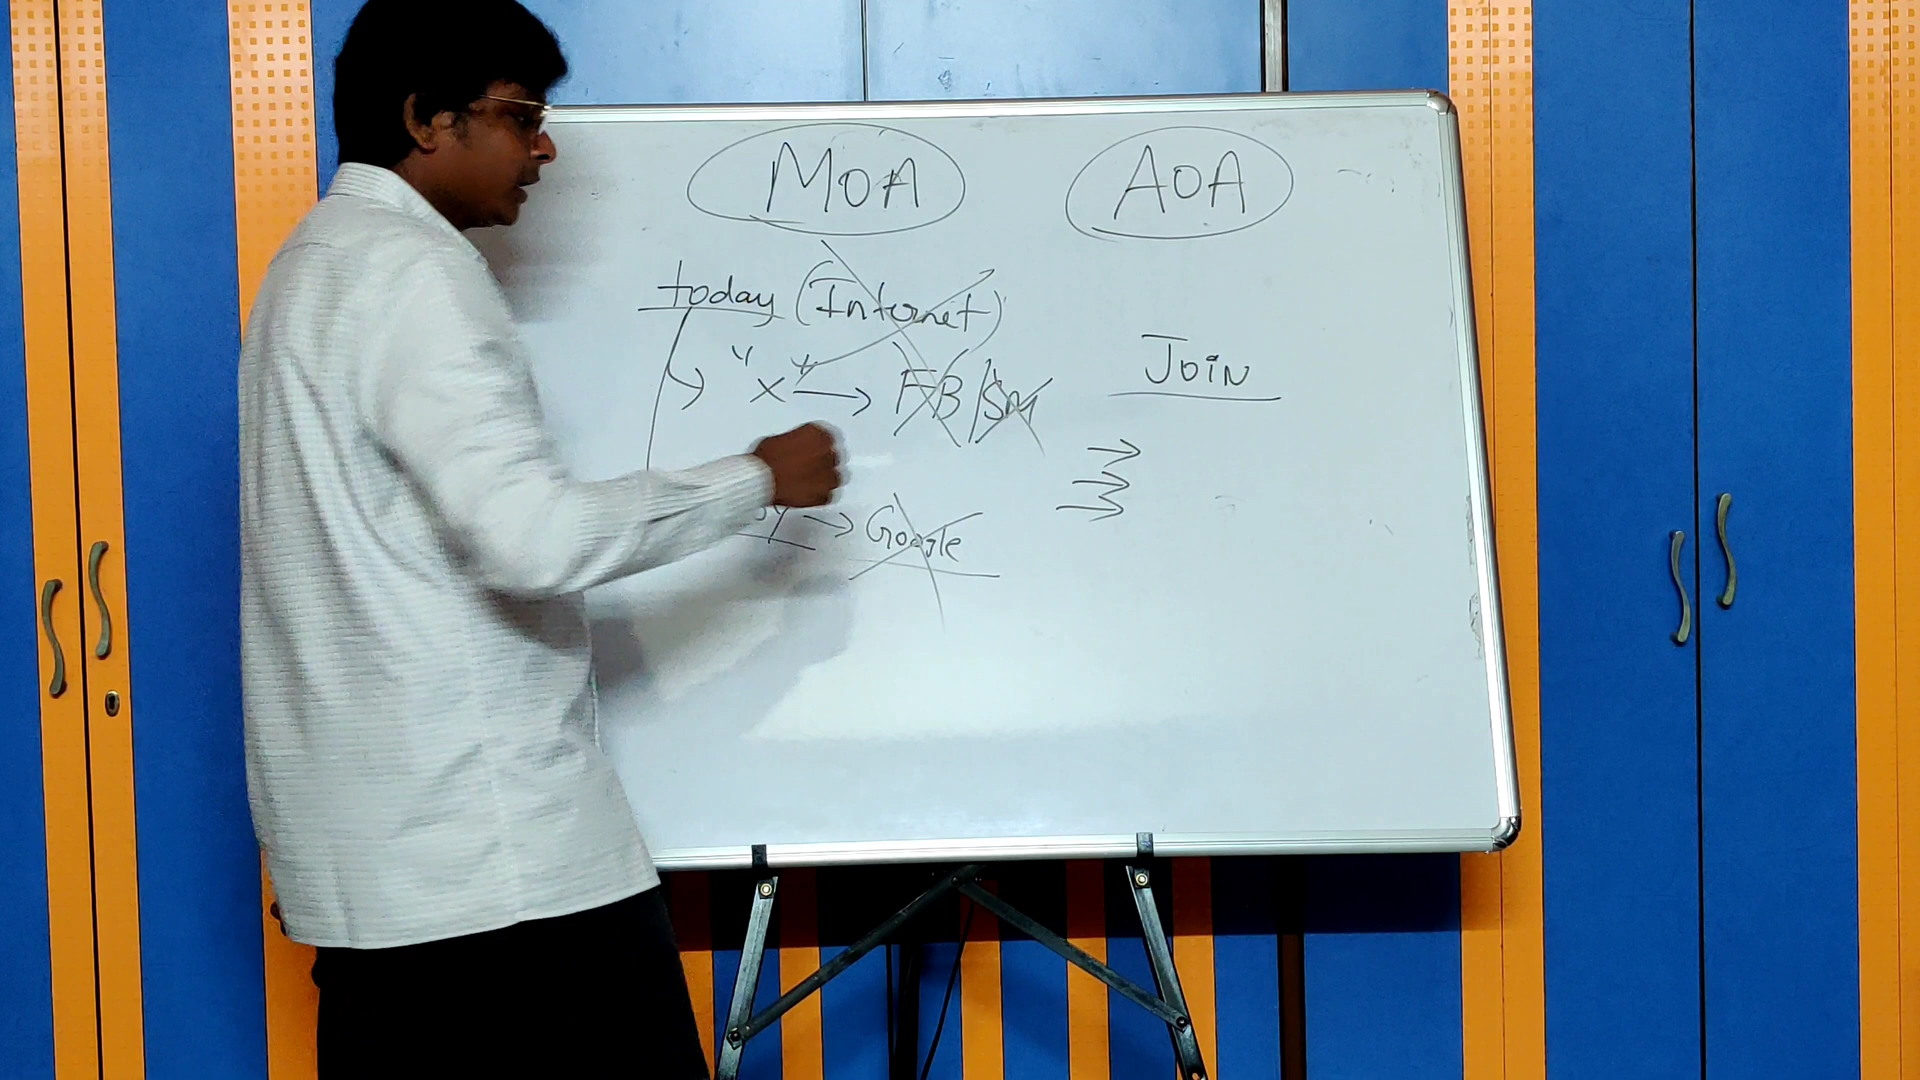 MOA AOA
today (Internet)
"x" → FB/SM
Join
→ Google